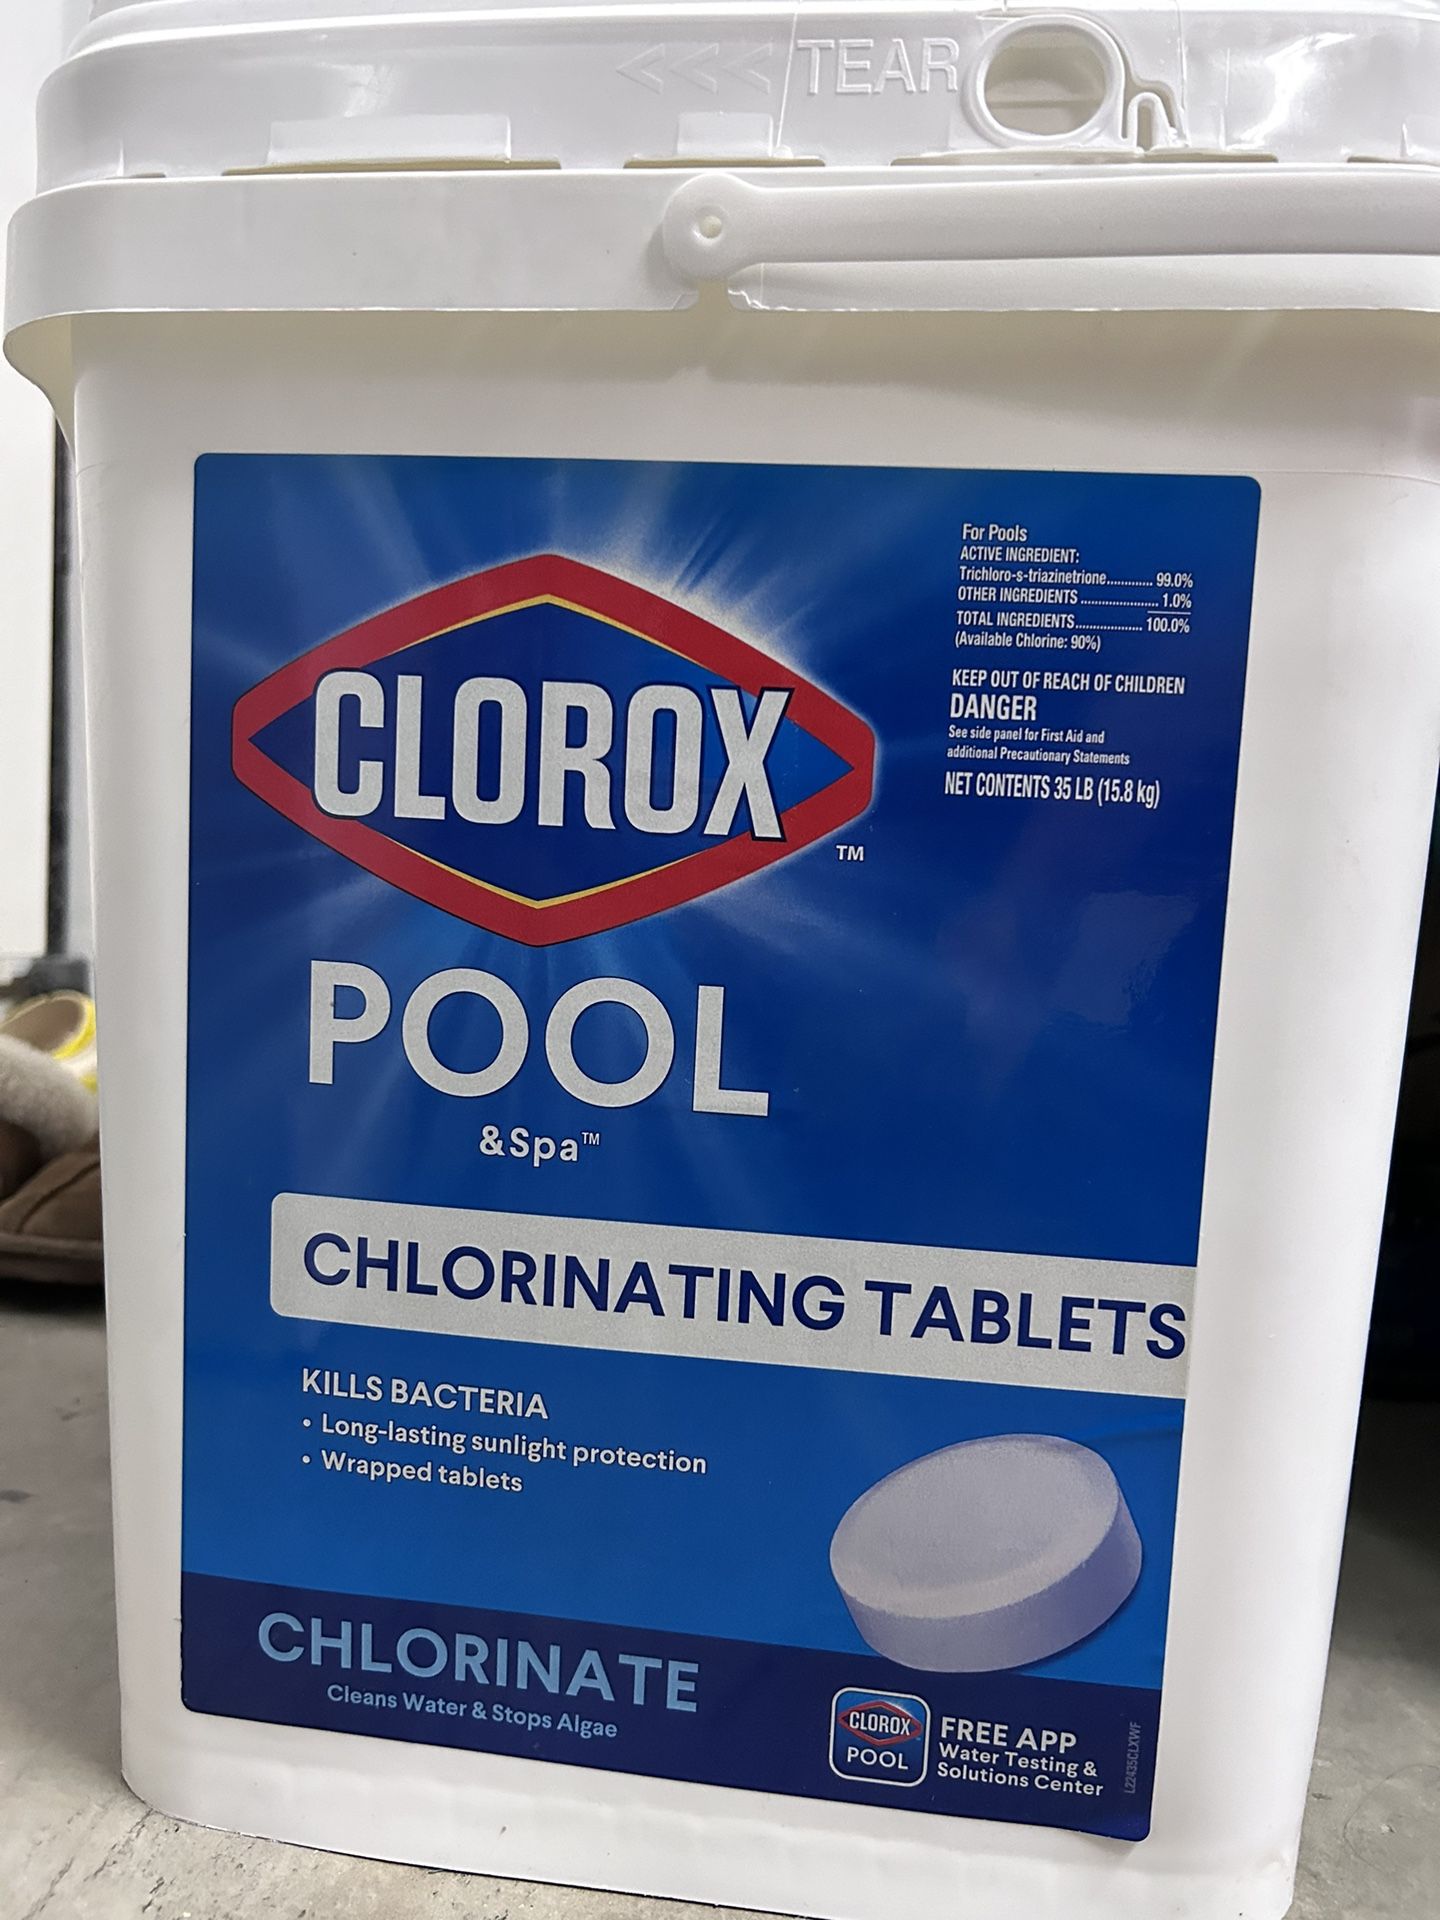 <<< TEAR
For Pools
ACTIVE INGREDIENT:
Trichloro-s-triazinetrione............. 99.0%
OTHER INGREDIENTS ...................... 1.0%
TOTAL INGREDIENTS................... 100.0%
(Available Chlorine: 90%)
KEEP OUT OF REACH OF CHILDREN
DANGER
See side panel for First Aid and
additional Precautionary Statements
NET CONTENTS 35 LB (15.8 kg)
CLOROX
TM
POOL
&Spa™
CHLORINATING TABLETS
KILLS BACTERIA
• Long-lasting sunlight protection
• Wrapped tablets
CHLORINATE
Cleans Water & Stops Algae
CLOROX
POOL
FREE APP
Water Testing &
Solutions Center
L22435CLXWF